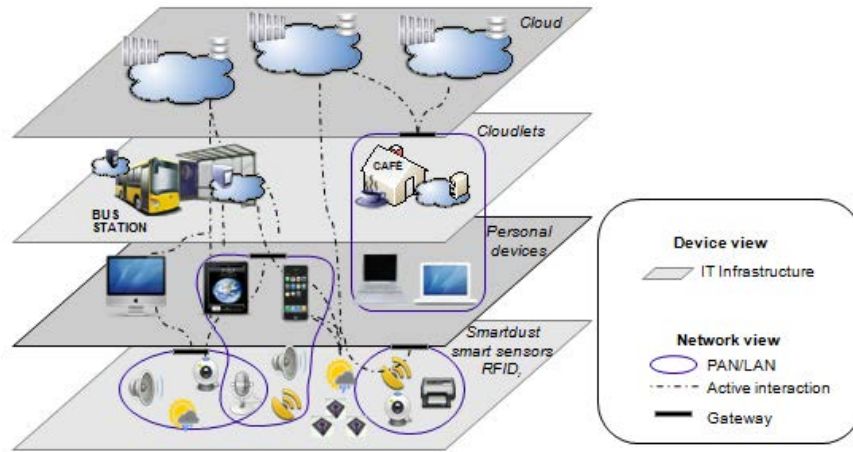 Cloud
Cloudlets
CAFÉ
BUS
STATION
Personal
devices
Smartdust
smart sensors
RFID,
Device view
IT Infrastructure
Network view
PAN/LAN
Active interaction
Gateway